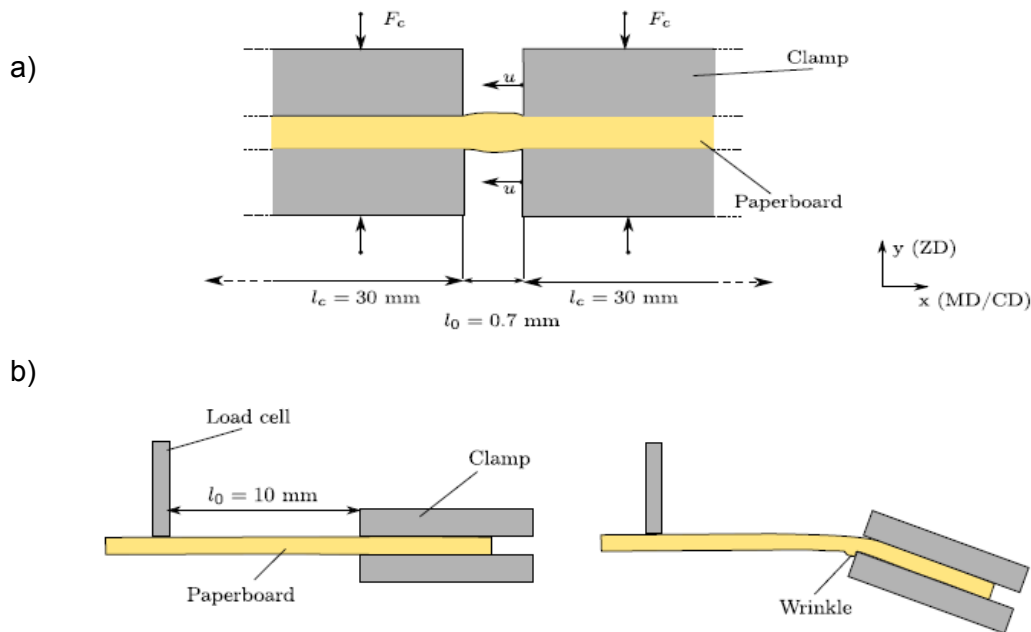 a)
F_c
F_c
Clamp
u
u
Paperboard
l_c = 30 mm
l_c = 30 mm
l_0 = 0.7 mm
y (ZD)
x (MD/CD)
b)
Load cell
Clamp
l_0 = 10 mm
Paperboard
Wrinkle